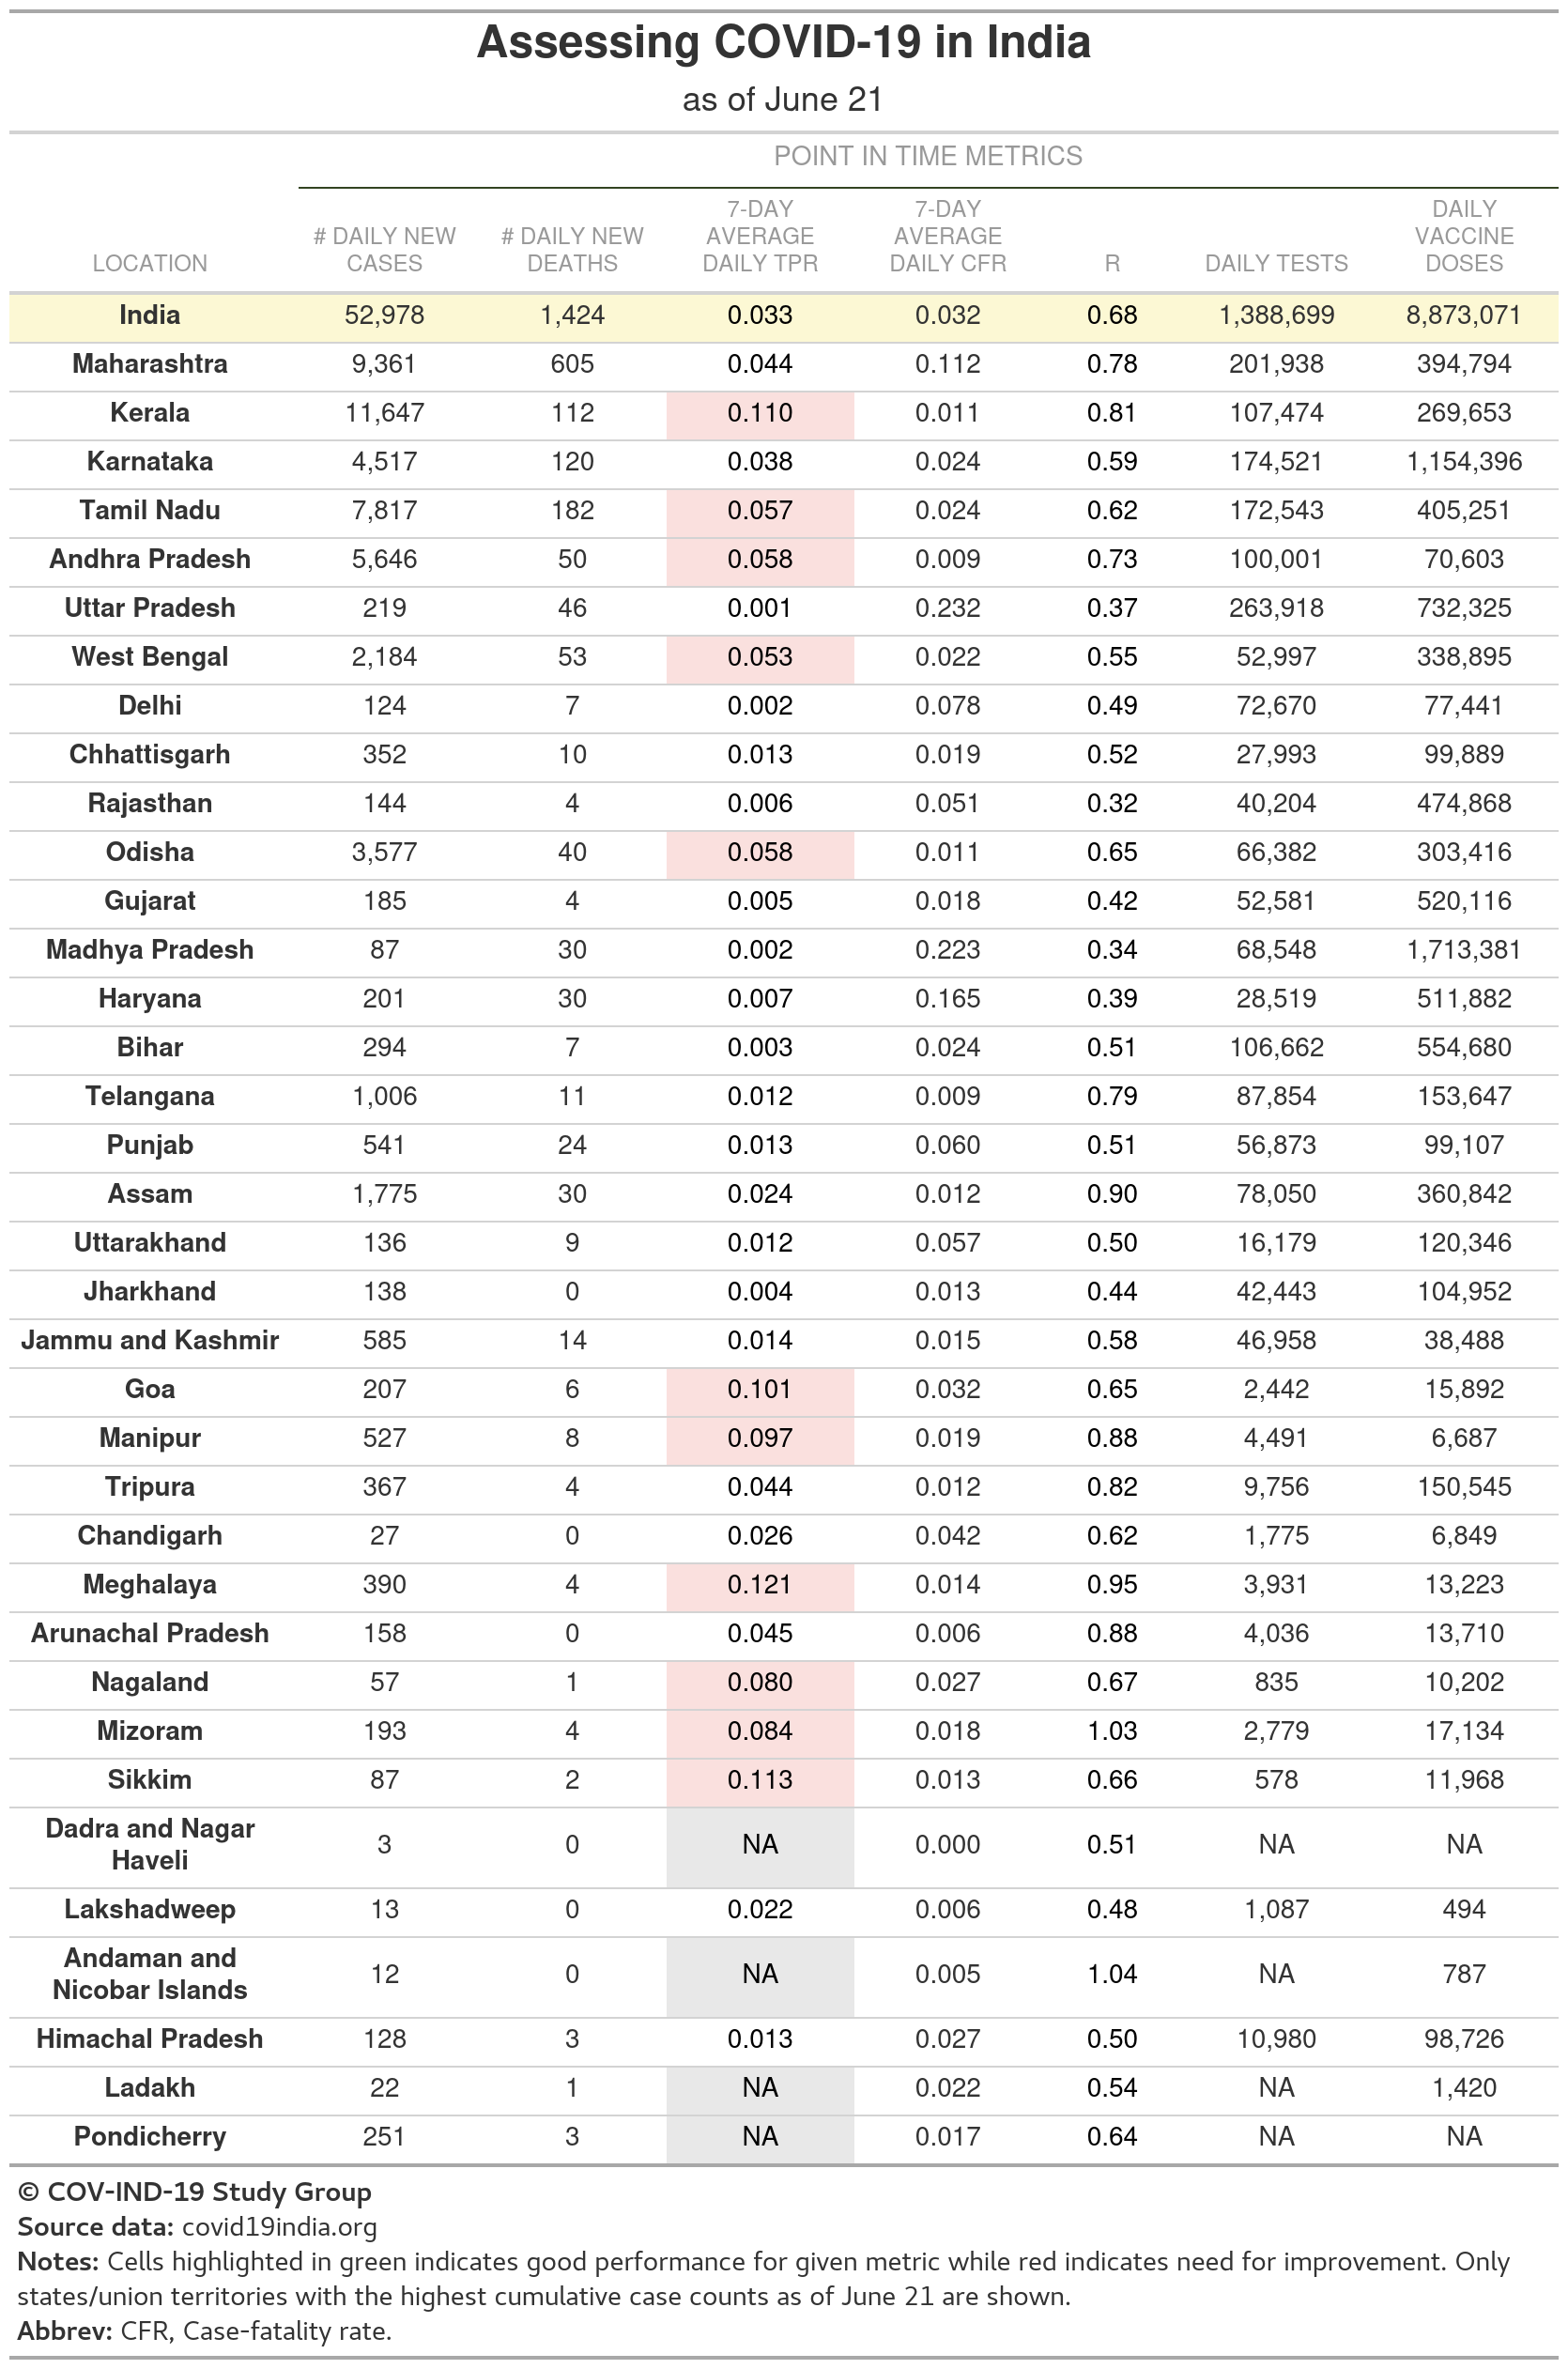 Assessing COVID-19 in India
as of June 21
POINT IN TIME METRICS
LOCATION # DAILY NEW CASES # DAILY NEW DEATHS 7-DAY AVERAGE DAILY TPR 7-DAY AVERAGE DAILY CFR R DAILY TESTS DAILY VACCINE DOSES
India 52,978 1,424 0.033 0.032 0.68 1,388,699 8,873,071
Maharashtra 9,361 605 0.044 0.112 0.78 201,938 394,794
Kerala 11,647 112 0.110 0.011 0.81 107,474 269,653
Karnataka 4,517 120 0.038 0.024 0.59 174,521 1,154,396
Tamil Nadu 7,817 182 0.057 0.024 0.62 172,543 405,251
Andhra Pradesh 5,646 50 0.058 0.009 0.73 100,001 70,603
Uttar Pradesh 219 46 0.001 0.232 0.37 263,918 732,325
West Bengal 2,184 53 0.053 0.022 0.55 52,997 338,895
Delhi 124 7 0.002 0.078 0.49 72,670 77,441
Chhattisgarh 352 10 0.013 0.019 0.52 27,993 99,889
Rajasthan 144 4 0.006 0.051 0.32 40,204 474,868
Odisha 3,577 40 0.058 0.011 0.65 66,382 303,416
Gujarat 185 4 0.005 0.018 0.42 52,581 520,116
Madhya Pradesh 87 30 0.002 0.223 0.34 68,548 1,713,381
Haryana 201 30 0.007 0.165 0.39 28,519 511,882
Bihar 294 7 0.003 0.024 0.51 106,662 554,680
Telangana 1,006 11 0.012 0.009 0.79 87,854 153,647
Punjab 541 24 0.013 0.060 0.51 56,873 99,107
Assam 1,775 30 0.024 0.012 0.90 78,050 360,842
Uttarakhand 136 9 0.012 0.057 0.50 16,179 120,346
Jharkhand 138 0 0.004 0.013 0.44 42,443 104,952
Jammu and Kashmir 585 14 0.014 0.015 0.58 46,958 38,488
Goa 207 6 0.101 0.032 0.65 2,442 15,892
Manipur 527 8 0.097 0.019 0.88 4,491 6,687
Tripura 367 4 0.044 0.012 0.82 9,756 150,545
Chandigarh 27 0 0.026 0.042 0.62 1,775 6,849
Meghalaya 390 4 0.121 0.014 0.95 3,931 13,223
Arunachal Pradesh 158 0 0.045 0.006 0.88 4,036 13,710
Nagaland 57 1 0.080 0.027 0.67 835 10,202
Mizoram 193 4 0.084 0.018 1.03 2,779 17,134
Sikkim 87 2 0.113 0.013 0.66 578 11,968
Dadra and Nagar Haveli 3 0 NA 0.000 0.51 NA NA
Lakshadweep 13 0 0.022 0.006 0.48 1,087 494
Andaman and Nicobar Islands 12 0 NA 0.005 1.04 NA 787
Himachal Pradesh 128 3 0.013 0.027 0.50 10,980 98,726
Ladakh 22 1 NA 0.022 0.54 NA 1,420
Pondicherry 251 3 NA 0.017 0.64 NA NA
© COV-IND-19 Study Group
Source data: covid19india.org
Notes: Cells highlighted in green indicates good performance for given metric while red indicates need for improvement. Only
states/union territories with the highest cumulative case counts as of June 21 are shown.
Abbrev: CFR, Case-fatality rate.